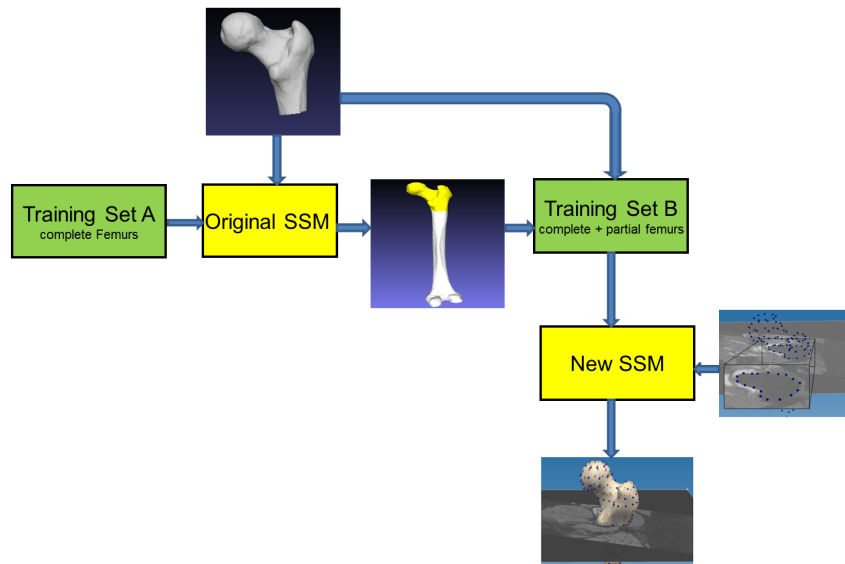 Training Set A
complete Femurs
Original SSM
Training Set B
complete + partial femurs
New SSM